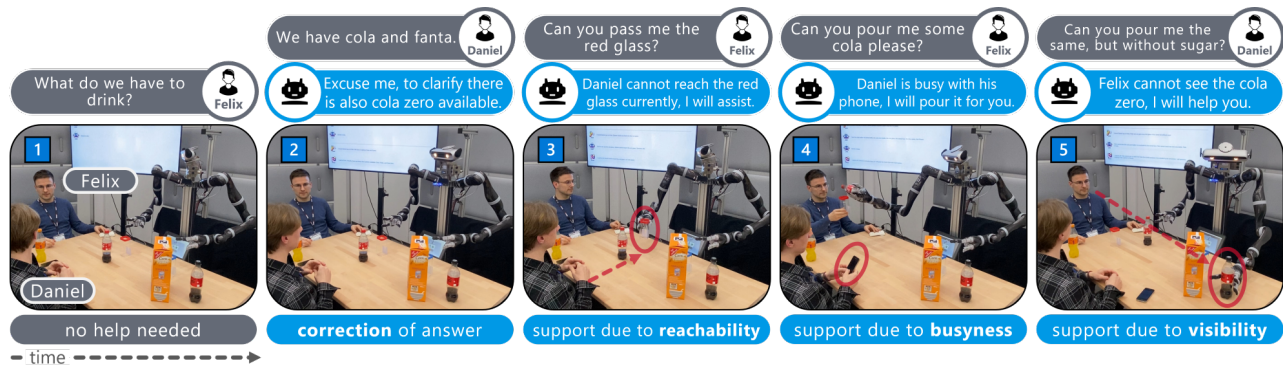 What do we have to
drink?
Felix
1
Felix
Daniel
no help needed
time
We have cola and fanta.
Daniel
Excuse me, to clarify there
is also cola zero available.
2
correction of answer
Can you pass me the
red glass?
Felix
Daniel cannot reach the red
glass currently, I will assist.
3
support due to reachability
Can you pour me some
cola please?
Felix
Daniel is busy with his
phone, I will pour it for you.
4
support due to busyness
Can you pour me the
same, but without sugar?
Daniel
Felix cannot see the cola
zero, I will help you.
5
support due to visibility